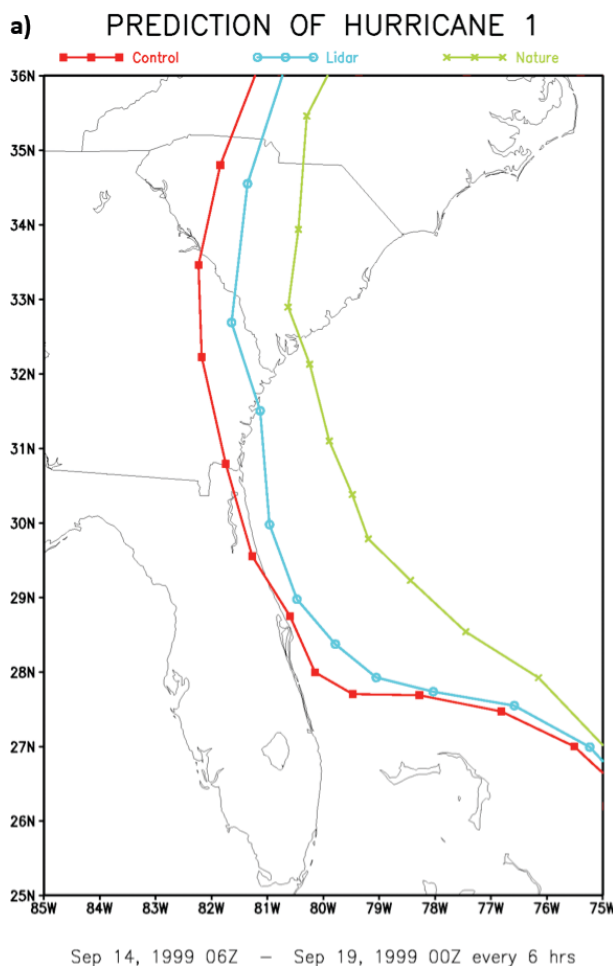 a) PREDICTION OF HURRICANE 1
Control Lidar Nature
36N
35N
34N
33N
32N
31N
30N
29N
28N
27N
26N
25N
85W 84W 83W 82W 81W 80W 79W 78W 77W 76W 75W
Sep 14, 1999 06Z — Sep 19, 1999 00Z every 6 hrs